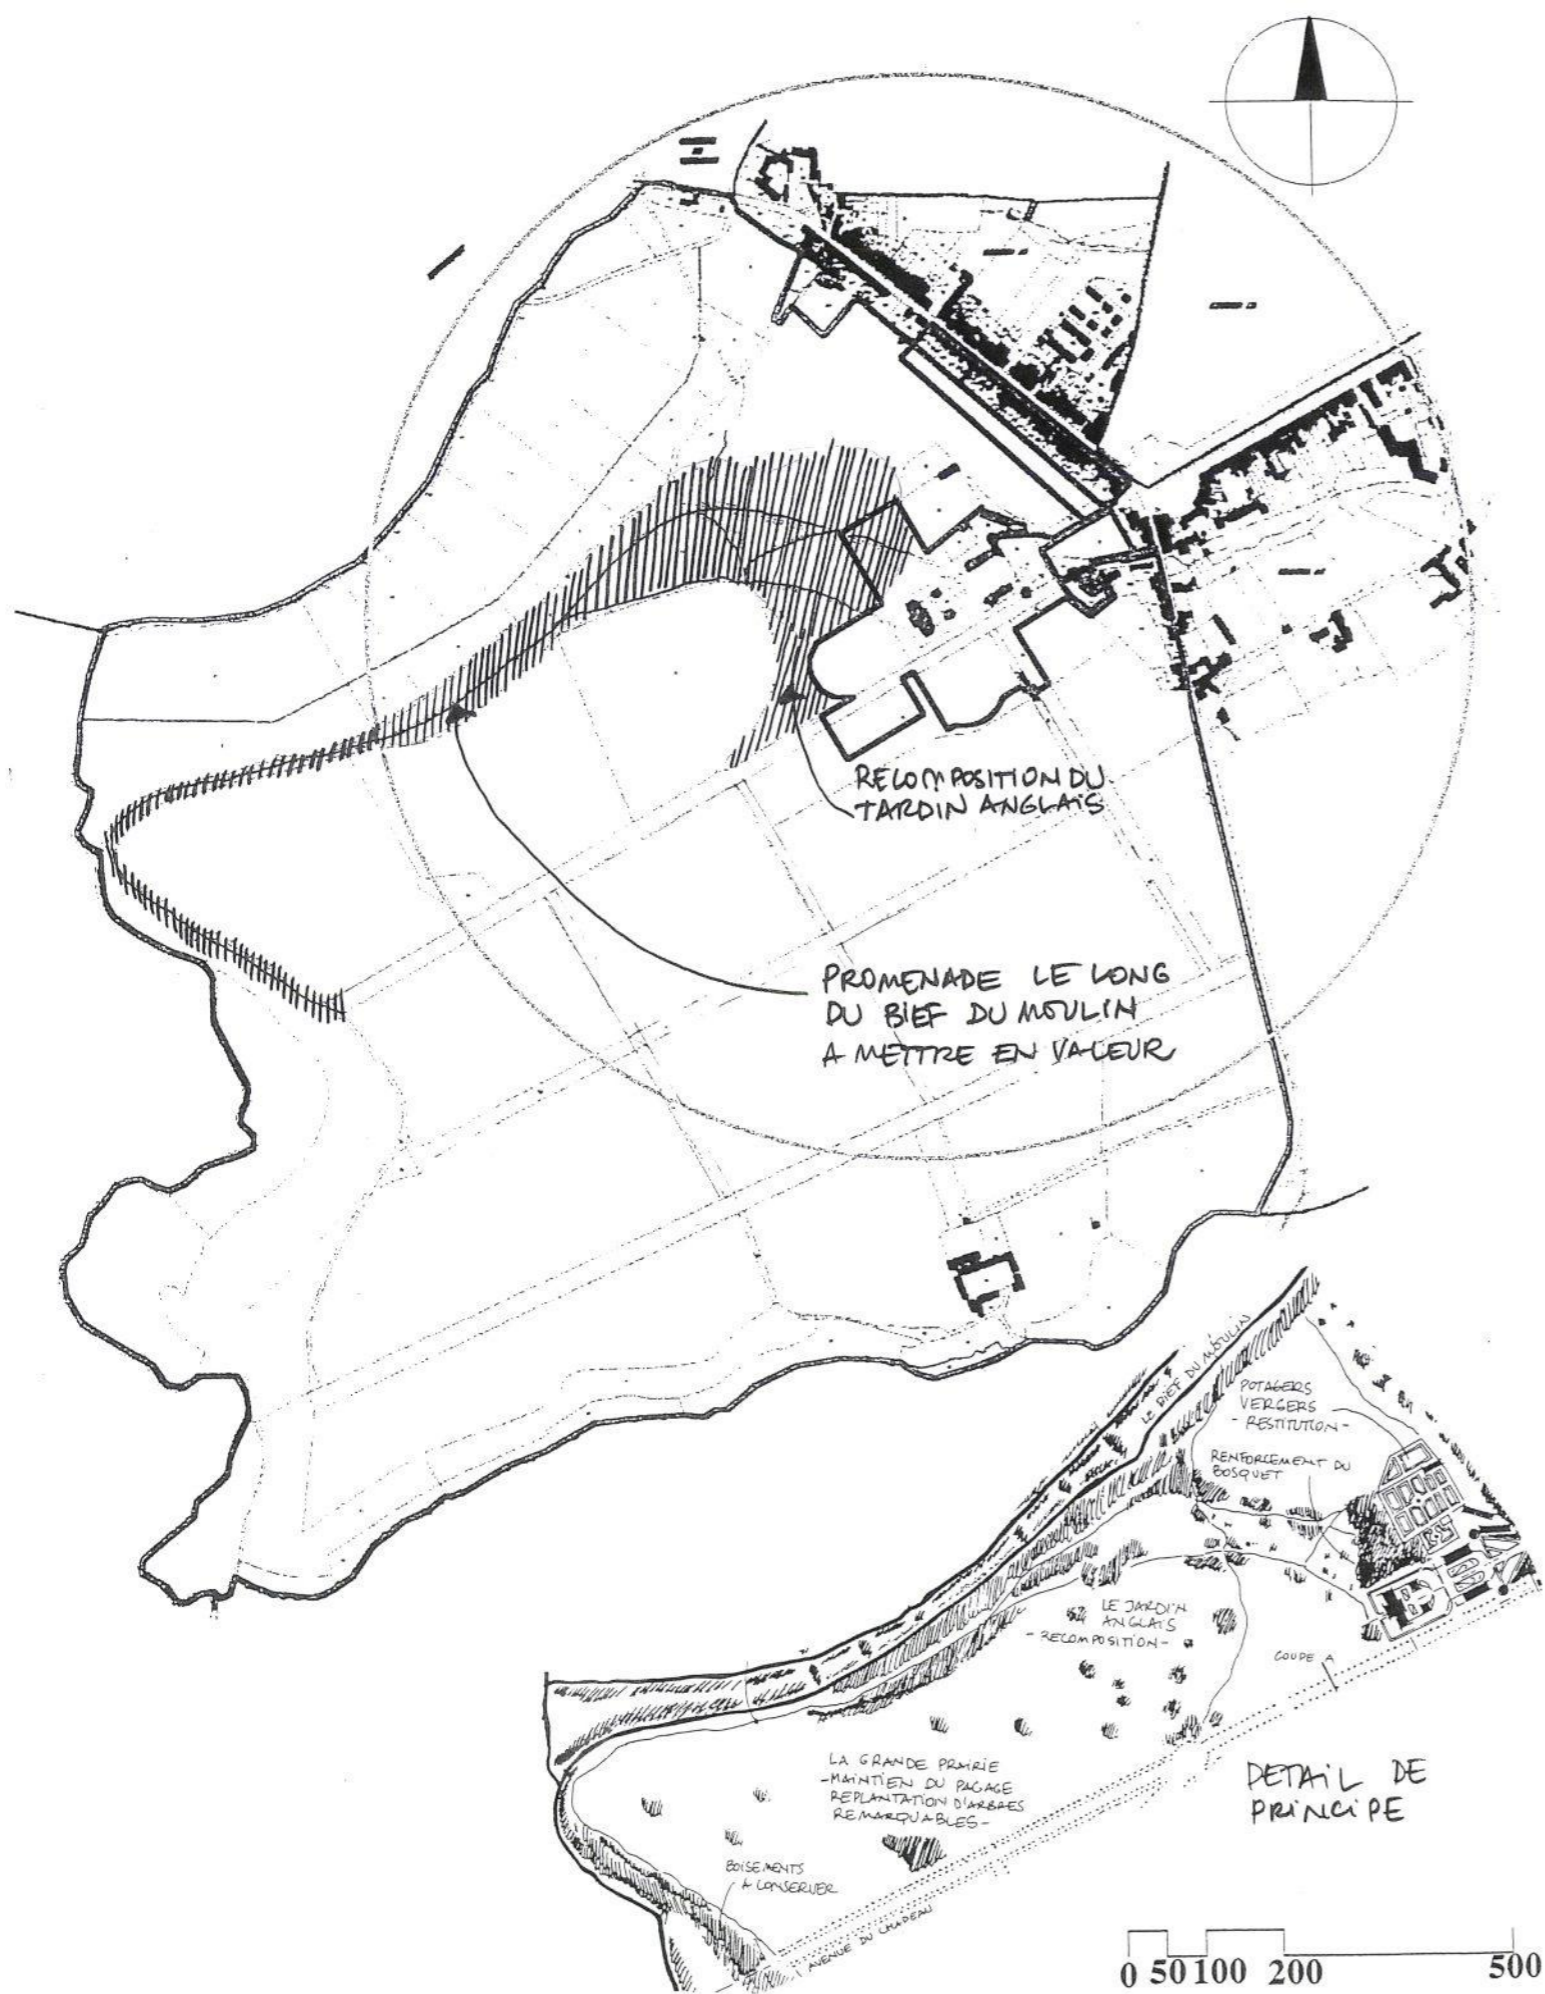 RECOMPOSITION DU
TARDIN ANGLAIS
PROMENADE LE LONG
DU BIEF DU MOULIN
A METTRE EN VALEUR
LE BIEF DU MOULIN
POTAGERS
VERGERS
- RESTITUTION -
RENFORCEMENT DU
BOSQUET
LE JARDIN
ANGLAIS
- RECOMPOSITION -
COUPE A
LA GRANDE PRAIRIE
- MAINTIEN DU PACAGE
REPLANTATION D'ARBRES
REMARQUABLES -
DETAIL DE
PRINCIPE
BOISEMENTS
A CONSERVER
AVENUE DU CHADEAU
0 50 100 200 500